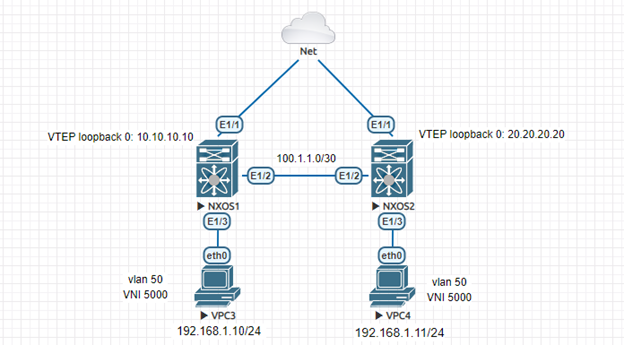 Net
E1/1
E1/1
VTEP loopback 0: 10.10.10.10
VTEP loopback 0: 20.20.20.20
100.1.1.0/30
E1/2
E1/2
NXOS1
NXOS2
E1/3
E1/3
eth0
eth0
vlan 50
VNI 5000
vlan 50
VNI 5000
VPC3
VPC4
192.168.1.10/24
192.168.1.11/24